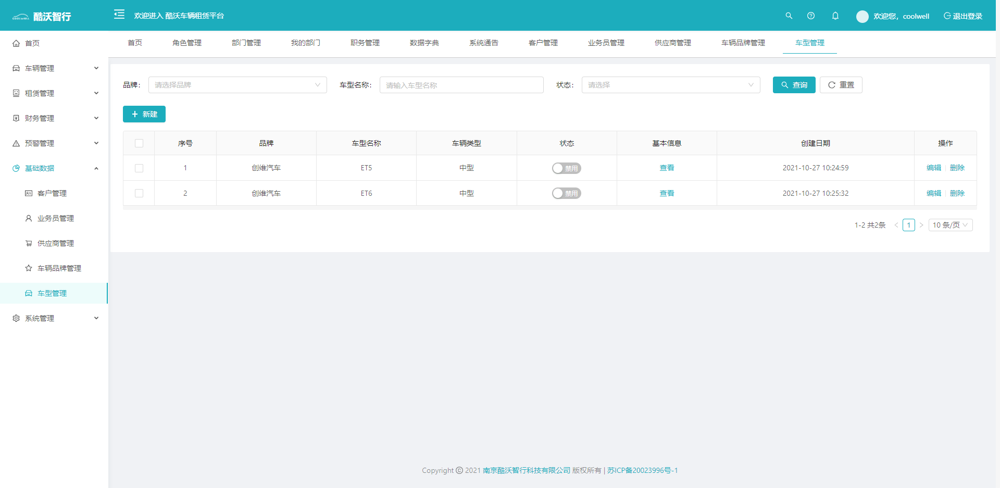 COOLWELL 酷沃智行
欢迎进入 酷沃车辆租赁平台
欢迎您，coolwell
退出登录
首页
车辆管理
租赁管理
财务管理
预警管理
基础数据
客户管理
业务员管理
供应商管理
车辆品牌管理
车型管理
系统管理
首页 角色管理 部门管理 我的部门 职务管理 数据字典 系统通告 客户管理 业务员管理 供应商管理 车辆品牌管理 车型管理
品牌： 请选择品牌 车型名称： 请输入车型名称 状态： 请选择 查询 重置
新建
序号 品牌 车型名称 车辆类型 状态 基本信息 创建日期 操作
1 创维汽车 ET5 中型 禁用 查看 2021-10-27 10:24:59 编辑 删除
2 创维汽车 ET6 中型 禁用 查看 2021-10-27 10:25:32 编辑 删除
1-2 共2条 < 1 > 10 条/页
Copyright © 2021 南京酷沃智行科技有限公司 版权所有 | 苏ICP备20023996号-1